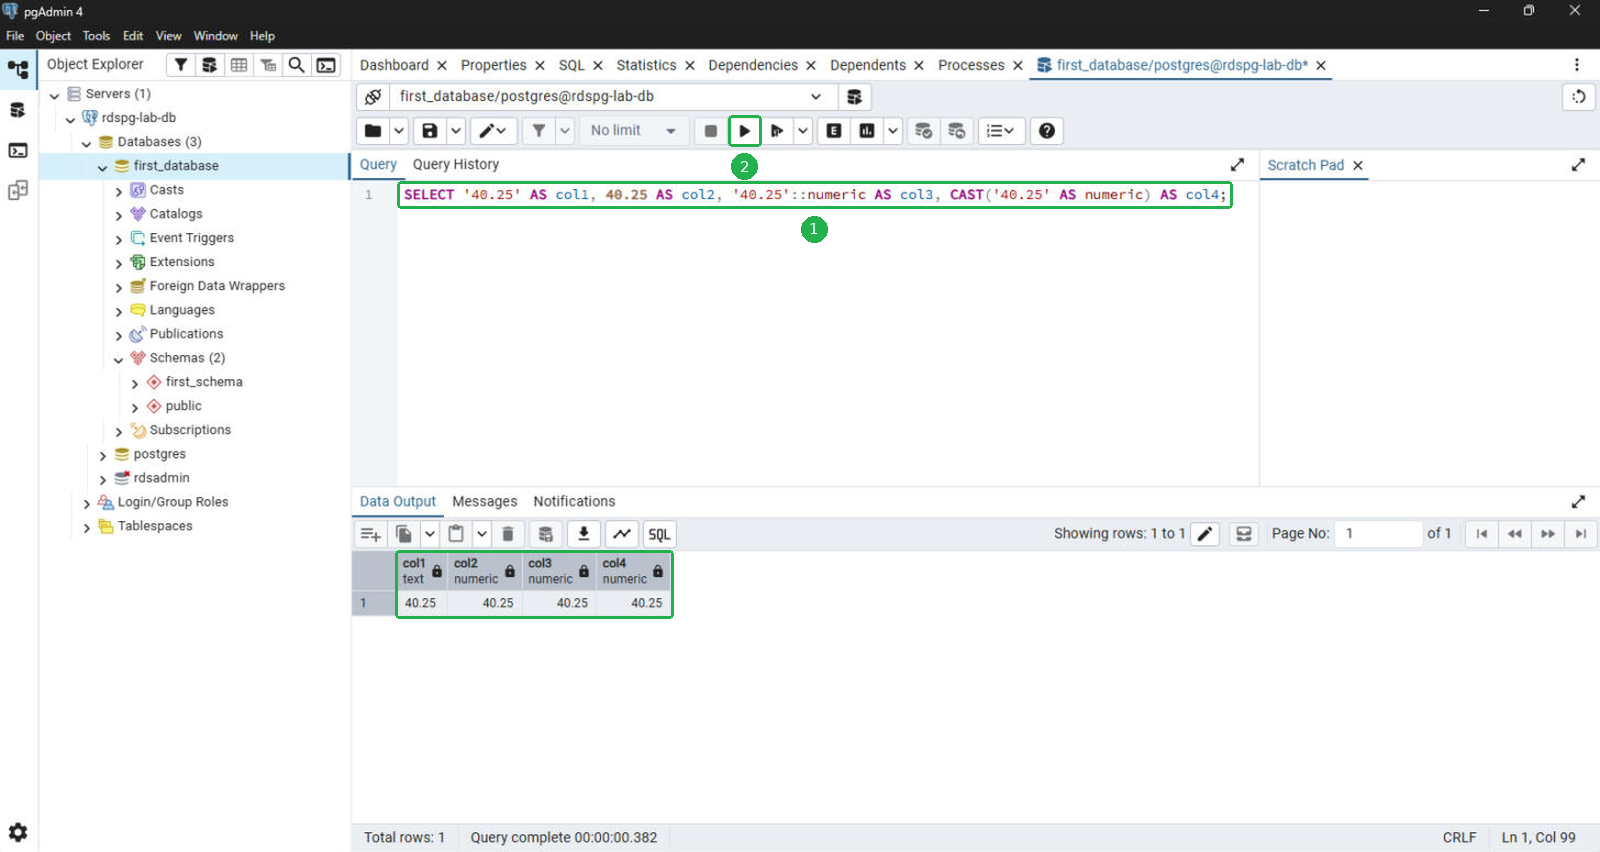 pgAdmin 4
File Object Tools Edit View Window Help
Object Explorer
Dashboard Properties SQL Statistics Dependencies Dependents Processes first_database/postgres@rdspg-lab-db*
Servers (1)
rdspg-lab-db
Databases (3)
first_database
Casts
Catalogs
Event Triggers
Extensions
Foreign Data Wrappers
Languages
Publications
Schemas (2)
first_schema
public
Subscriptions
postgres
rdsadmin
Login/Group Roles
Tablespaces
first_database/postgres@rdspg-lab-db
No limit
E
Query Query History
2
Scratch Pad
1 SELECT '40.25' AS col1, 40.25 AS col2, '40.25'::numeric AS col3, CAST('40.25' AS numeric) AS col4;
1
Data Output Messages Notifications
SQL
Showing rows: 1 to 1 Page No: 1 of 1
col1 col2 col3 col4
text numeric numeric numeric
1 40.25 40.25 40.25 40.25
Total rows: 1 Query complete 00:00:00.382 CRLF Ln 1, Col 99